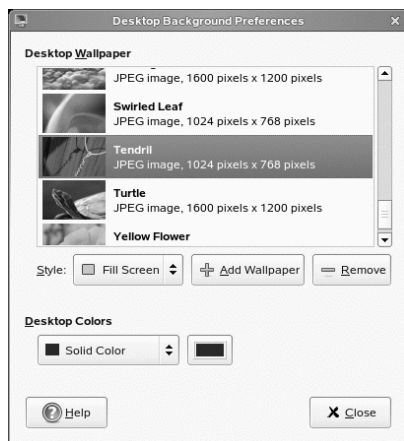 Desktop Background Preferences
Desktop Wallpaper
JPEG image, 1600 pixels x 1200 pixels
Swirled Leaf
JPEG image, 1024 pixels x 768 pixels
Tendril
JPEG image, 1024 pixels x 768 pixels
Turtle
JPEG image, 1600 pixels x 1200 pixels
Yellow Flower
Style: Fill Screen Add Wallpaper Remove
Desktop Colors
Solid Color
Help Close